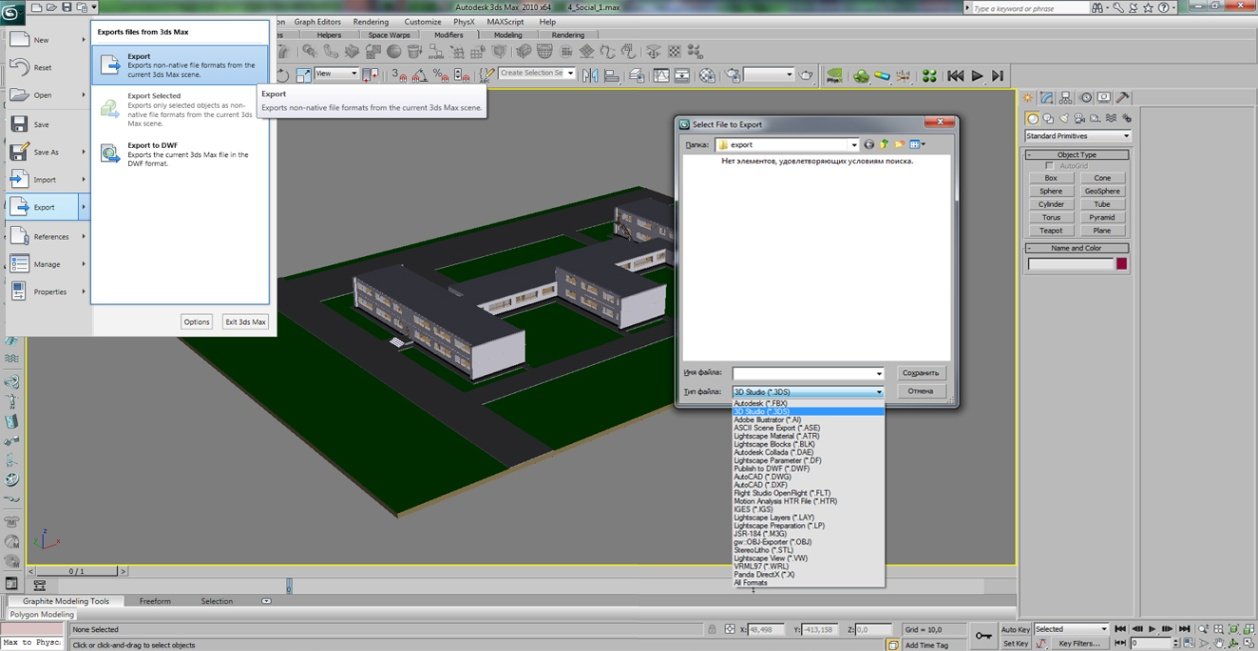 Autodesk 3ds Max 2010 x64 4_Social_1.max
Type a keyword or phrase
Graph Editors Rendering Customize PhysX MAXScript Help
Helpers Space Warps Modifiers Modeling Rendering
View
Create Selection Se
New
Reset
Open
Save
Save As
Import
Export
References
Manage
Properties
Exports files from 3ds Max
Export
Exports non-native file formats from the
current 3ds Max scene.
Export Selected
Exports only selected objects as non-
native file formats from the current 3ds
Max scene.
Export to DWF
Exports the current 3ds Max file in the
DWF format.
Options Exit 3ds Max
Export
Exports non-native file formats from the current 3ds Max scene.
Select File to Export
Папка: export
Нет элементов, удовлетворяющих условиям поиска.
Имя файла:
Сохранить
Тип файла: 3D Studio (*.3DS)
Отмена
Autodesk (*.FBX)
3D Studio (*.3DS)
Adobe Illustrator (*.AI)
ASCII Scene Export (*.ASE)
Lightscape Material (*.ATR)
Lightscape Blocks (*.BLK)
Autodesk Collada (*.DAE)
Lightscape Parameter (*.DF)
Publish to DWF (*.DWF)
AutoCAD (*.DWG)
AutoCAD (*.DXF)
Flight Studio OpenFlight (*.FLT)
Motion Analysis HTR File (*.HTR)
IGES (*.IGS)
Lightscape Layers (*.LAY)
Lightscape Preparation (*.LP)
JSR-184 (*.M3G)
gw::OBJ-Exporter (*.OBJ)
StereoLitho (*.STL)
Lightscape View (*.VW)
VRML97 (*.WRL)
Panda DirectX (*.X)
All Formats
Standard Primitives
Object Type
AutoGrid
Box Cone
Sphere GeoSphere
Cylinder Tube
Torus Pyramid
Teapot Plane
Name and Color
z
x
0 / 1
0
1
Graphite Modeling Tools Freeform Selection
Polygon Modeling
None Selected
X: 48,498 Y: -413,158 Z: 0,0 Grid = 10,0
Auto Key Selected
Max to Physc
Click or click-and-drag to select objects
Add Time Tag
Set Key Key Filters...
0